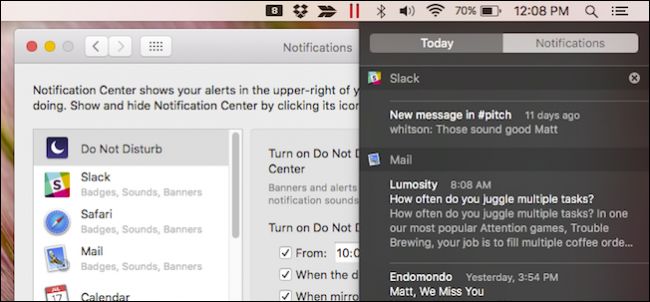 8
70%
12:08 PM
Notifications
Today
Notifications
Notification Center shows your alerts in the upper-right of
doing. Show and hide Notification Center by clicking its
Do Not Disturb
Slack
Badges, Sounds, Banners
Safari
Badges, Sounds, Banners
Mail
Badges, Sounds, Banners
17
Calendar
Turn on Do Not
Center
Banners and alerts
notification sounds
Turn on Do Not
From: 10:0
When the d
When mirro
Slack
New message in #pitch 11 days ago
whitson: Those sound good Matt
Mail
Lumosity 8:08 AM
How often do you juggle multiple tasks?
How often do you juggle multiple tasks? In one
our most popular Attention games, Trouble
Brewing, your job is to fill multiple coffee orde...
Endomondo Yesterday, 3:54 PM
Matt, We Miss You